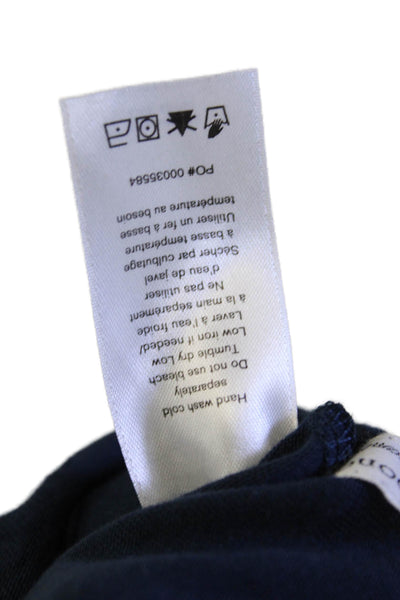 Hand wash cold
separately
Do not use bleach
Tumble dry Low
Low iron if needed/
Laver à l'eau froide
à la main séparément
Ne pas utiliser
d'eau de javel
Sécher par culbutage
à basse température
Utiliser un fer à basse
température au besoin
PO# 00035584